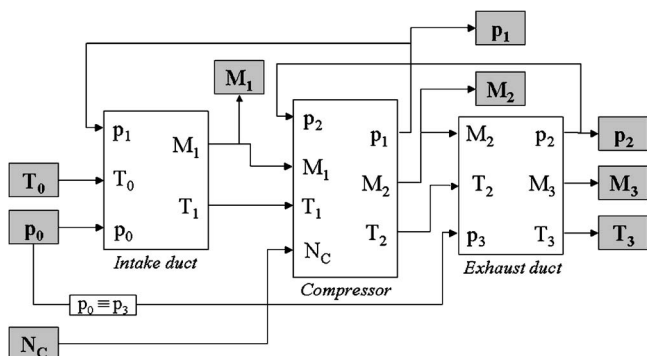 p1
M1
M2
p1 M1
T0 T0
T1
p0 p0
Intake duct
p2 p1
M1 M2
T1
T2
NC
Compressor
M2 p2 p2
T2 M3 M3
p3 T3 T3
Exhaust duct
p0 ≡ p3
NC